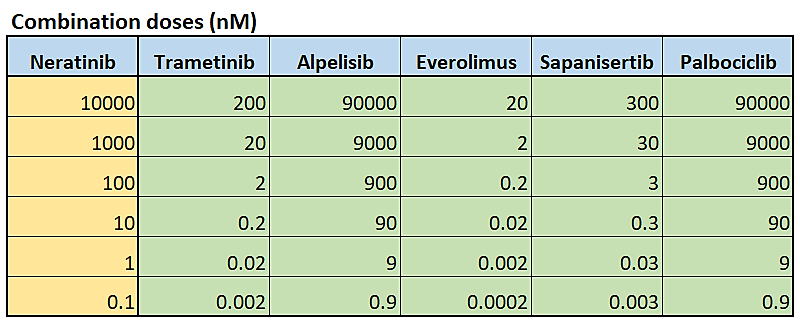 Combination doses (nM)
Neratinib Trametinib Alpelisib Everolimus Sapanisertib Palbociclib
10000 200 90000 20 300 90000
1000 20 9000 2 30 9000
100 2 900 0.2 3 900
10 0.2 90 0.02 0.3 90
1 0.02 9 0.002 0.03 9
0.1 0.002 0.9 0.0002 0.003 0.9